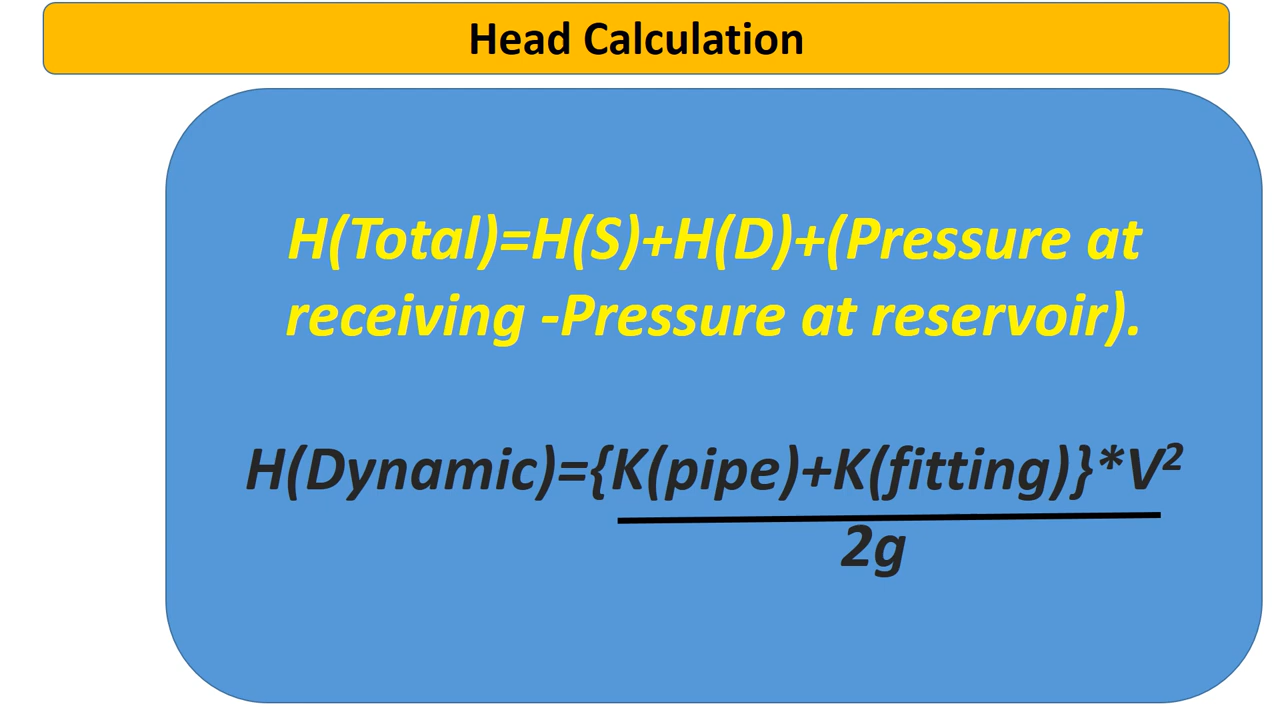 Head Calculation
H(Total)=H(S)+H(D)+(Pressure at
receiving -Pressure at reservoir).
H(Dynamic)={K(pipe)+K(fitting)}*V²
2g